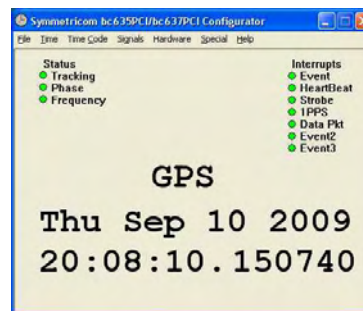 Symmetricom bc635PCI/bc637PCI Configurator
File Time Time Code Signals Hardware Special Help
Status
Tracking
Phase
Frequency
Interrupts
Event
HeartBeat
Strobe
1PPS
Data Pkt
Event2
Event3
GPS
Thu Sep 10 2009
20:08:10.150740